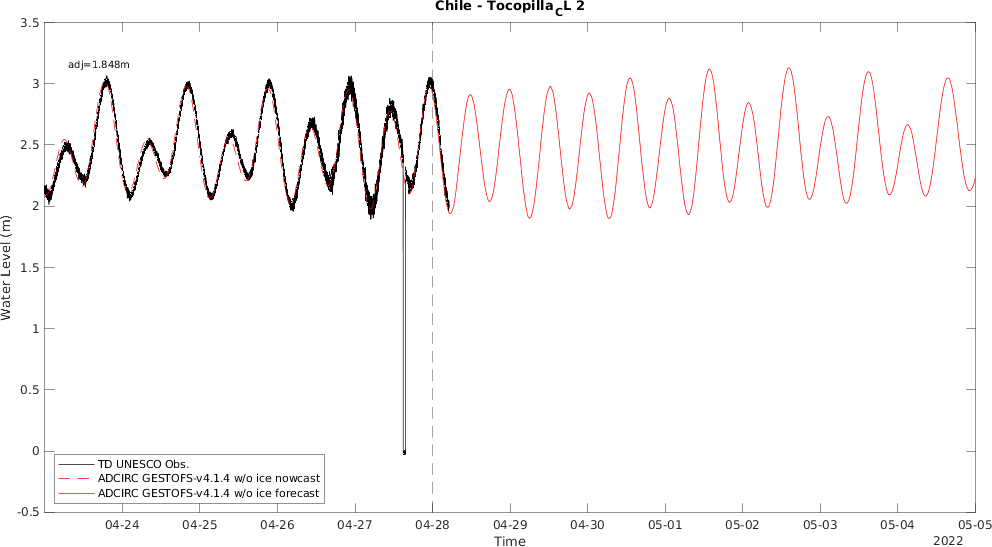 Chile - Tocopilla_CL 2
adj=1.848m
3.5
3
2.5
2
1.5
1
0.5
0
-0.5
Water Level (m)
TD UNESCO Obs.
ADCIRC GESTOFS-v4.1.4 w/o ice nowcast
ADCIRC GESTOFS-v4.1.4 w/o ice forecast
04-24 04-25 04-26 04-27 04-28 04-29 04-30 05-01 05-02 05-03 05-04 05-05
Time
2022